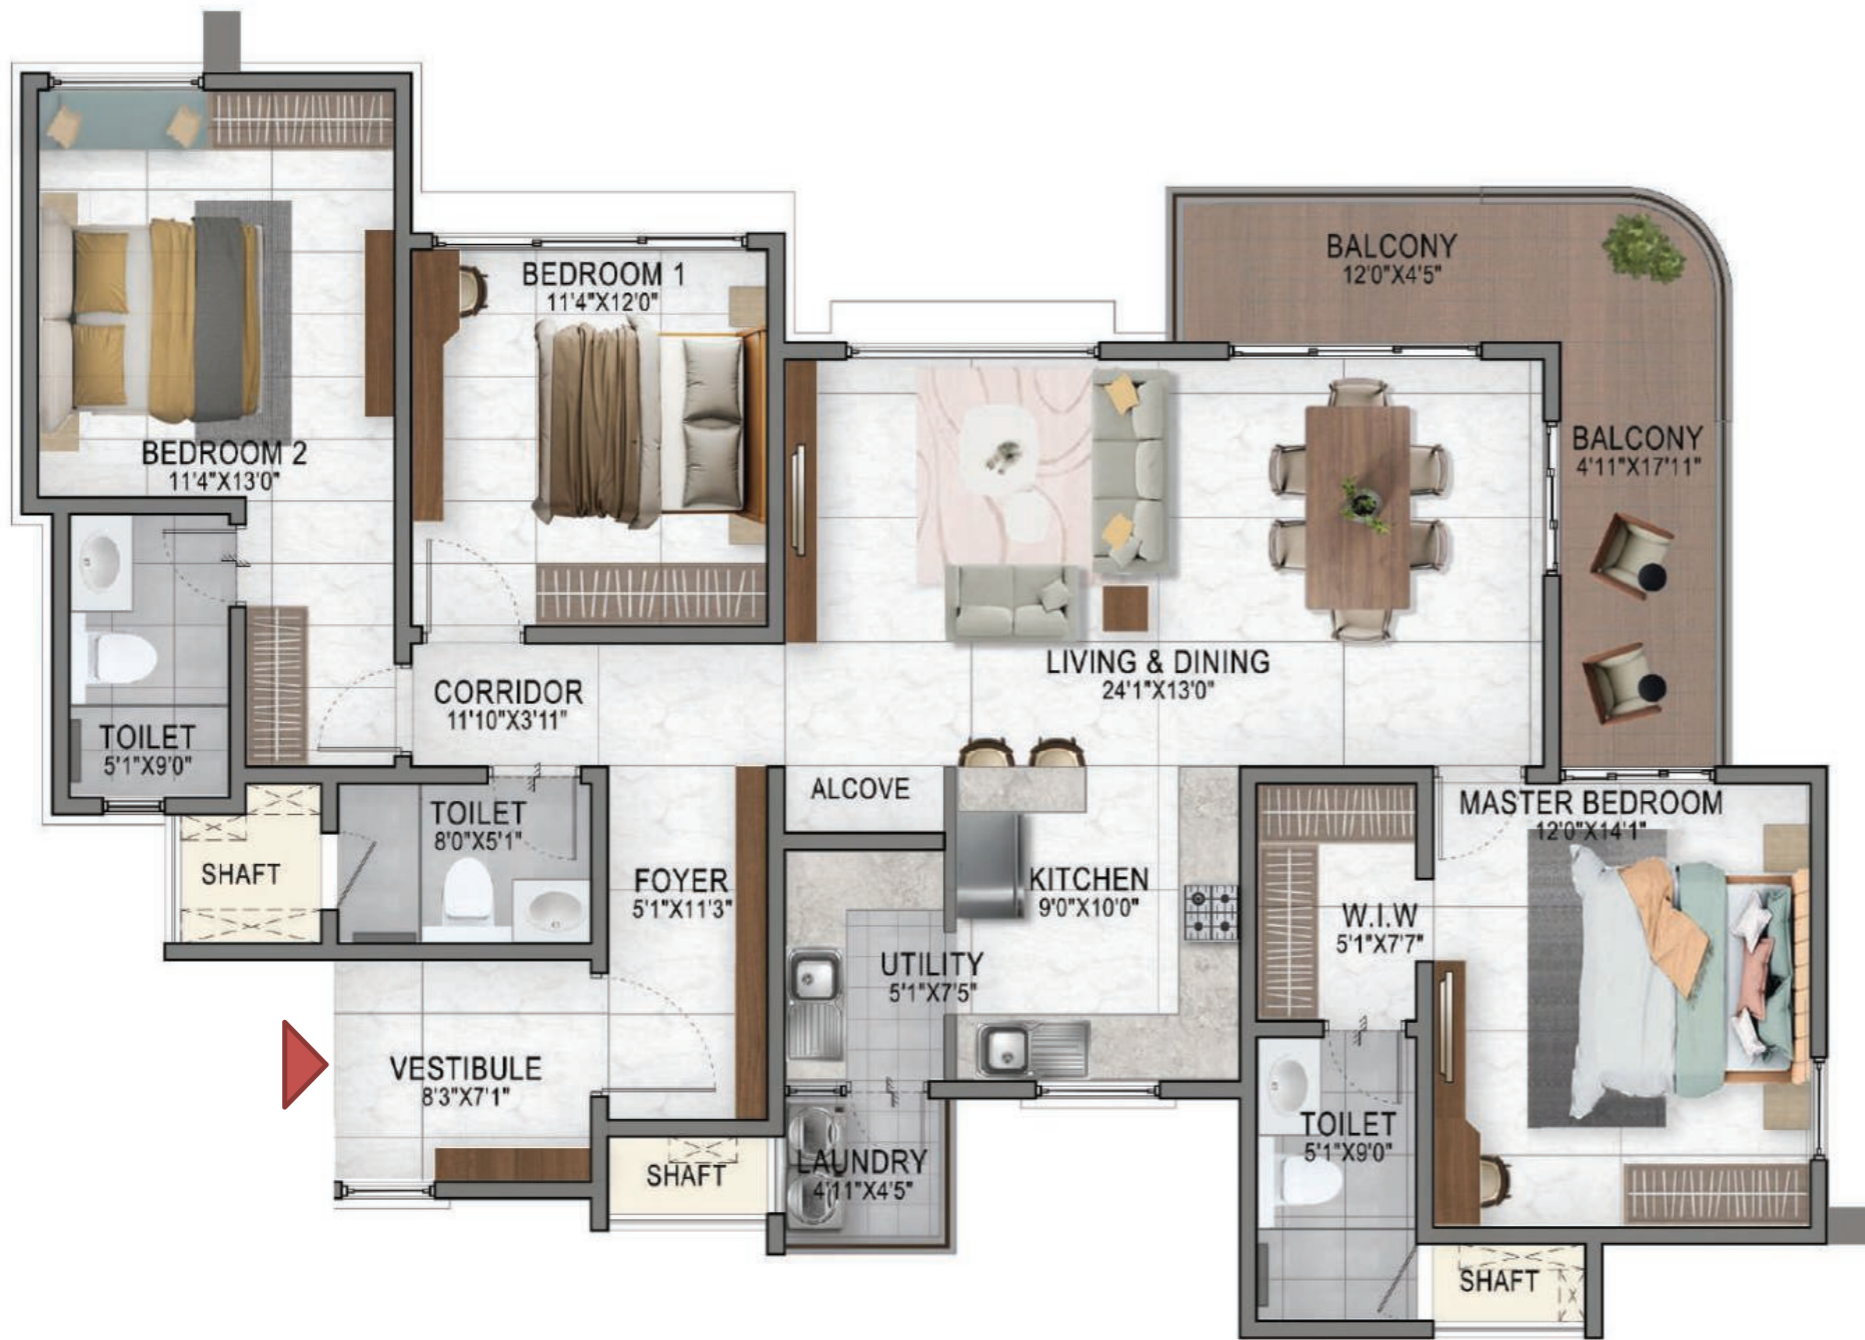 BALCONY
12'0"X4'5"
BEDROOM 1
11'4"X12'0"
BEDROOM 2
11'4"X13'0"
BALCONY
4'11"X17'11"
LIVING & DINING
24'1"X13'0"
CORRIDOR
11'10"X3'11"
TOILET
5'1"X9'0"
ALCOVE
MASTER BEDROOM
12'0"X14'1"
TOILET
8'0"X5'1"
SHAFT
FOYER
5'1"X11'3"
KITCHEN
9'0"X10'0"
W.I.W
5'1"X7'7"
UTILITY
5'1"X7'5"
VESTIBULE
8'3"X7'1"
TOILET
5'1"X9'0"
SHAFT
LAUNDRY
4'11"X4'5"
SHAFT